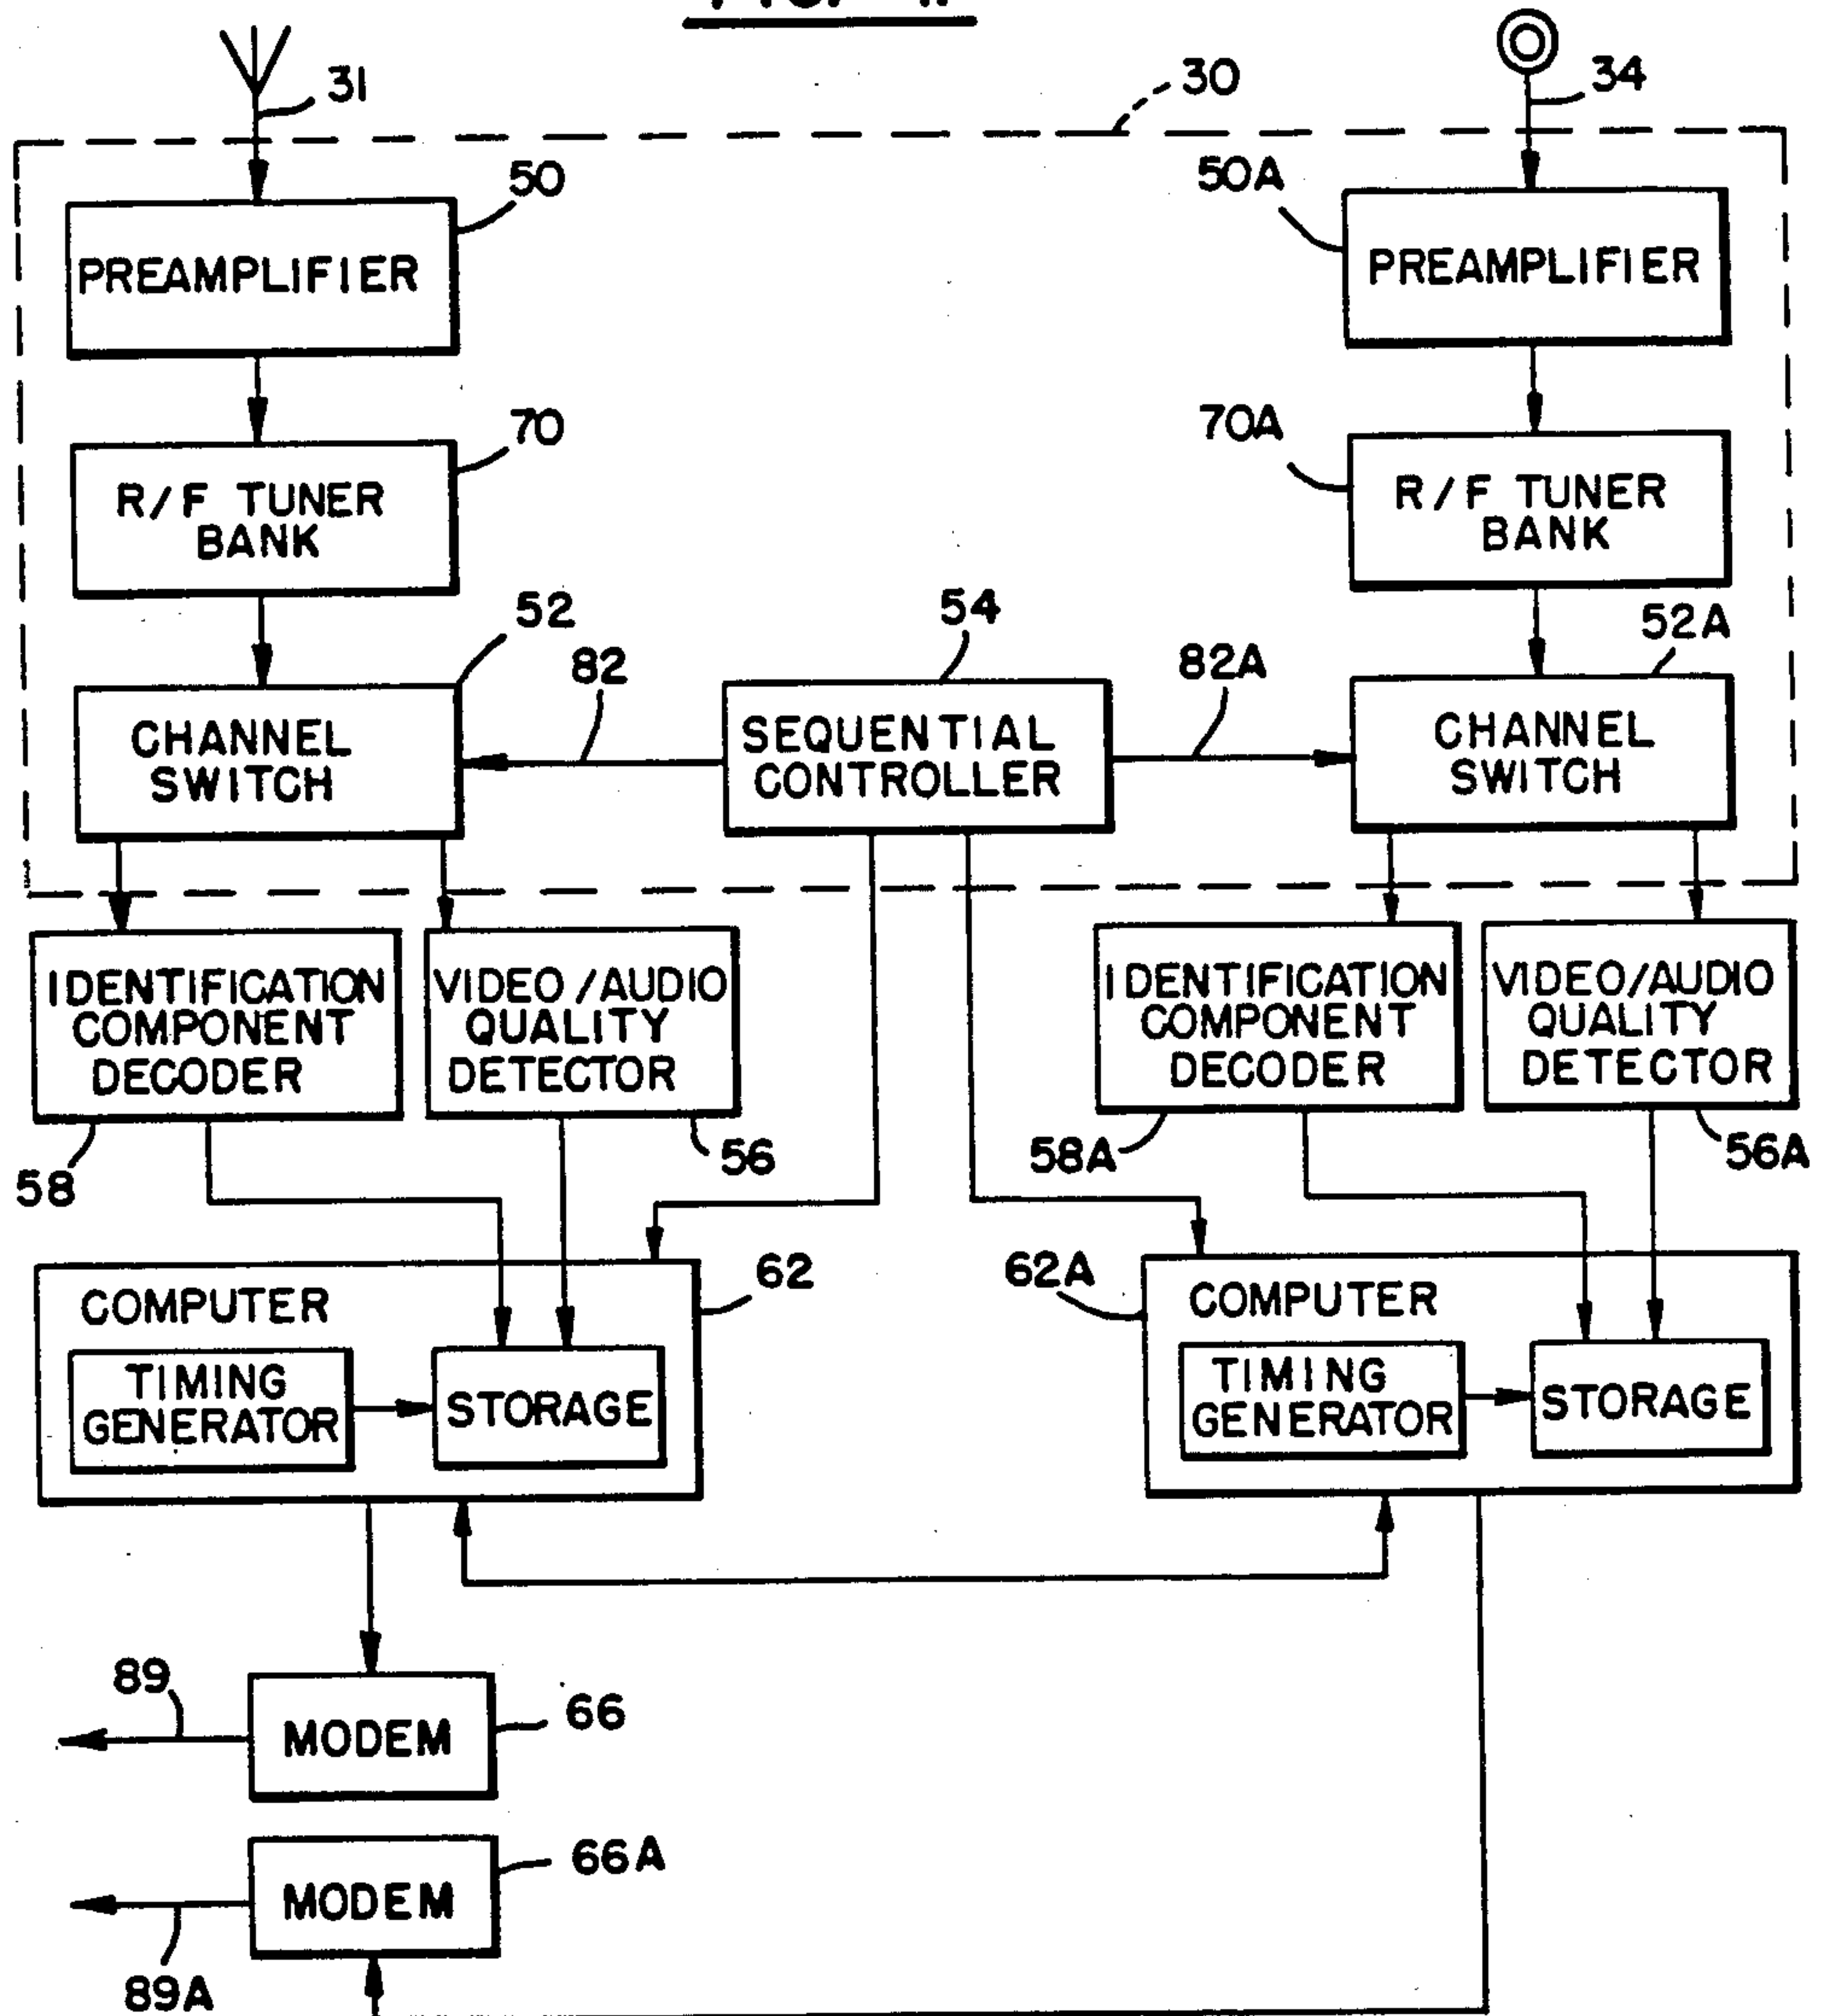 31
30
34
50
50A
PREAMPLIFIER
PREAMPLIFIER
70
70A
R/F TUNER
BANK
R/F TUNER
BANK
52
82
54
82A
52A
CHANNEL
SWITCH
SEQUENTIAL
CONTROLLER
CHANNEL
SWITCH
IDENTIFICATION
COMPONENT
DECODER
VIDEO/AUDIO
QUALITY
DETECTOR
IDENTIFICATION
COMPONENT
DECODER
VIDEO/AUDIO
QUALITY
DETECTOR
58
56
58A
56A
62
62A
COMPUTER
TIMING
GENERATOR
STORAGE
COMPUTER
TIMING
GENERATOR
STORAGE
89
MODEM
66
MODEM
66A
89A